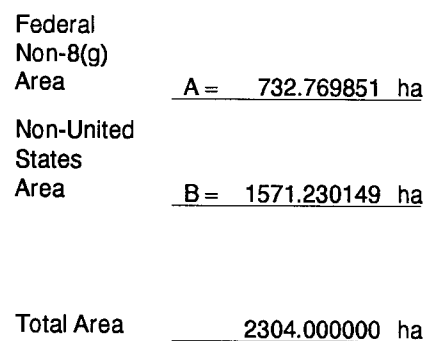 Federal
Non-8(g)
Area A = 732.769851 ha
Non-United
States
Area B = 1571.230149 ha
Total Area 2304.000000 ha